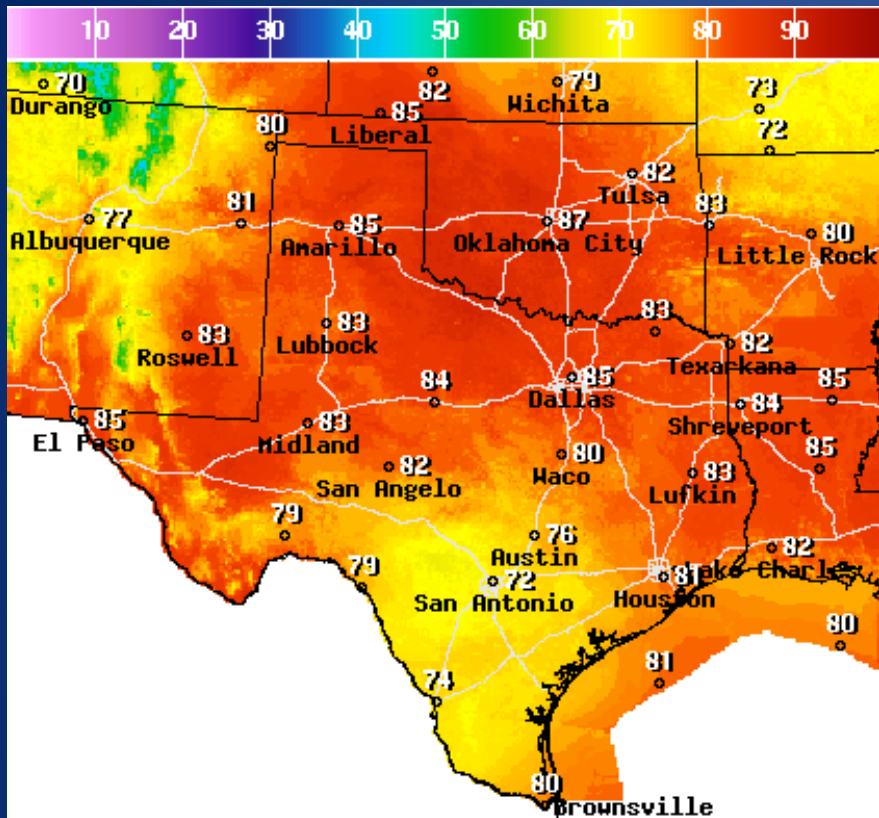 10 20 30 40 50 60 70 80 90
70
Durango
82
79
Wichita
85
Liberal
73
72
80
82
Tulsa
77
Albuquerque
81
85
Amarillo
87
Oklahoma City
83
80
Little Rock
83
Roswell
83
Lubbock
83
82
Texarkana
85
Dallas
84
85
84
Shreveport
85
El Paso
83
Midland
82
San Angelo
80
Waco
83
Lufkin
85
79
76
Austin
82
Lake Charles
79
72
San Antonio
81
Houston
80
81
74
80
Brownsville